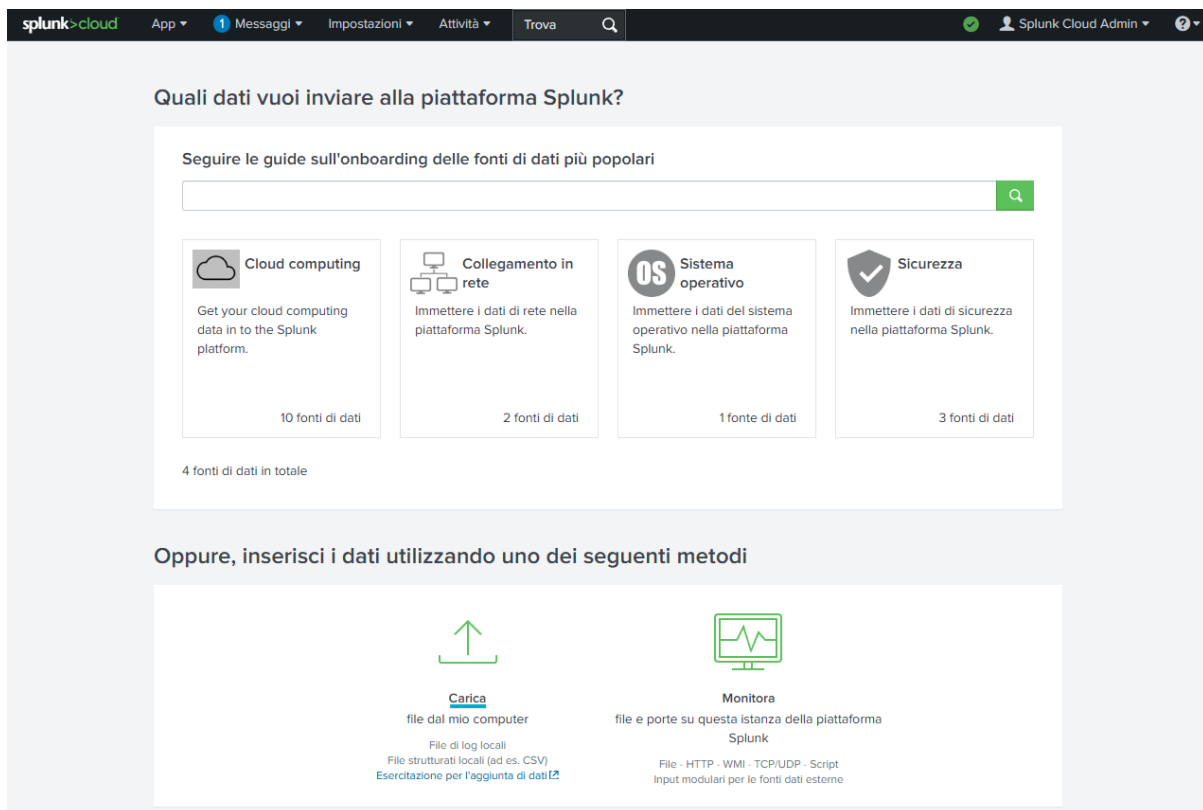 splunk>cloud App 1 Messaggi Impostazioni Attività Trova Splunk Cloud Admin ?
Quali dati vuoi inviare alla piattaforma Splunk?
Seguire le guide sull'onboarding delle fonti di dati più popolari
Cloud computing
Get your cloud computing
data in to the Splunk
platform.
10 fonti di dati
Collegamento in
rete
Immettere i dati di rete nella
piattaforma Splunk.
2 fonti di dati
OS
Sistema
operativo
Immettere i dati del sistema
operativo nella piattaforma
Splunk.
1 fonte di dati
Sicurezza
Immettere i dati di sicurezza
nella piattaforma Splunk.
3 fonti di dati
4 fonti di dati in totale
Oppure, inserisci i dati utilizzando uno dei seguenti metodi
Carica
file dal mio computer
File di log locali
File strutturati locali (ad es. CSV)
Esercitazione per l'aggiunta di dati
Monitora
file e porte su questa istanza della piattaforma
Splunk
File - HTTP - WMI - TCP/UDP - Script
Input modulari per le fonti dati esterne